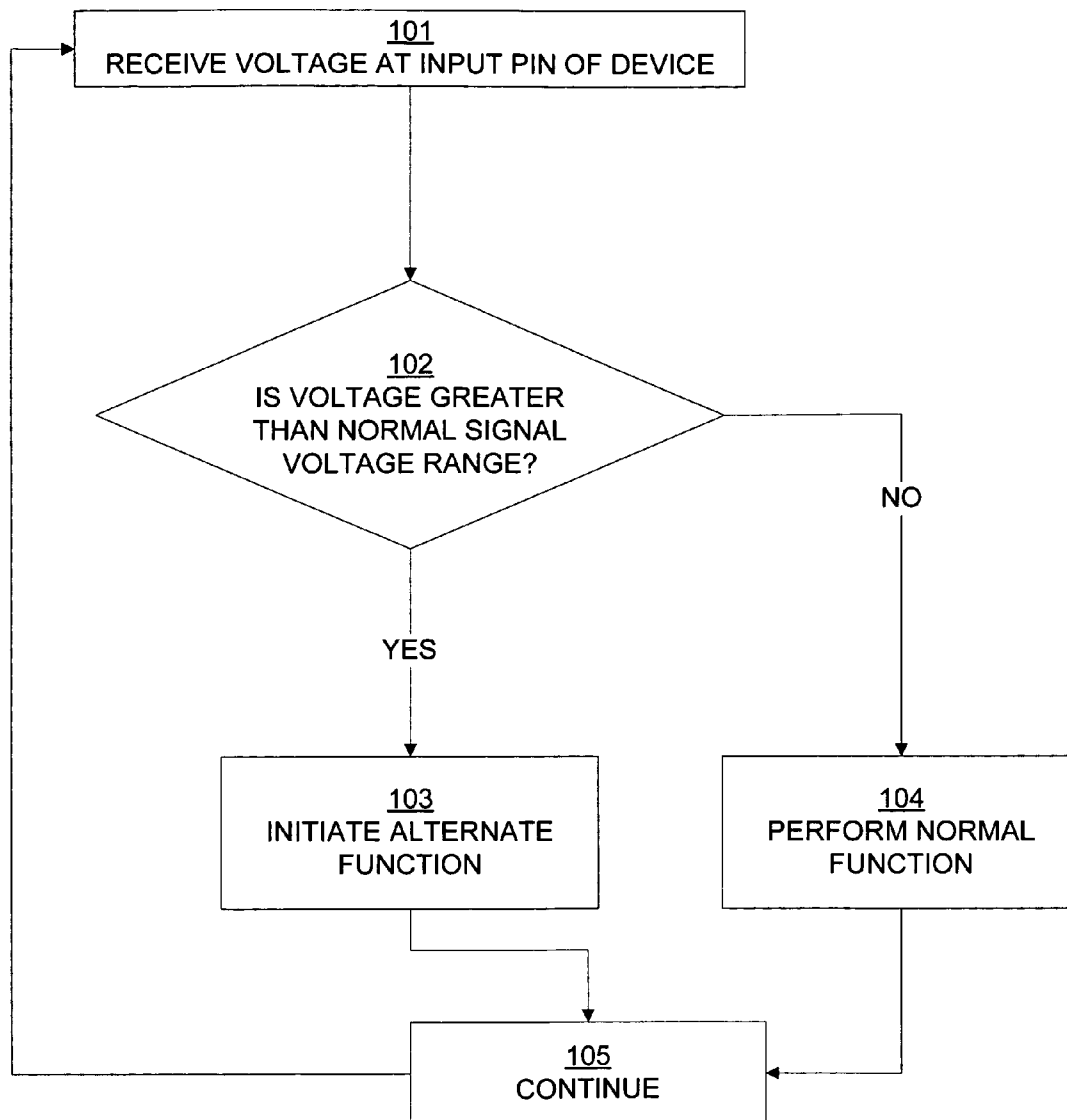 101
RECEIVE VOLTAGE AT INPUT PIN OF DEVICE
102
IS VOLTAGE GREATER
THAN NORMAL SIGNAL
VOLTAGE RANGE?
NO
YES
103
INITIATE ALTERNATE
FUNCTION
104
PERFORM NORMAL
FUNCTION
105
CONTINUE